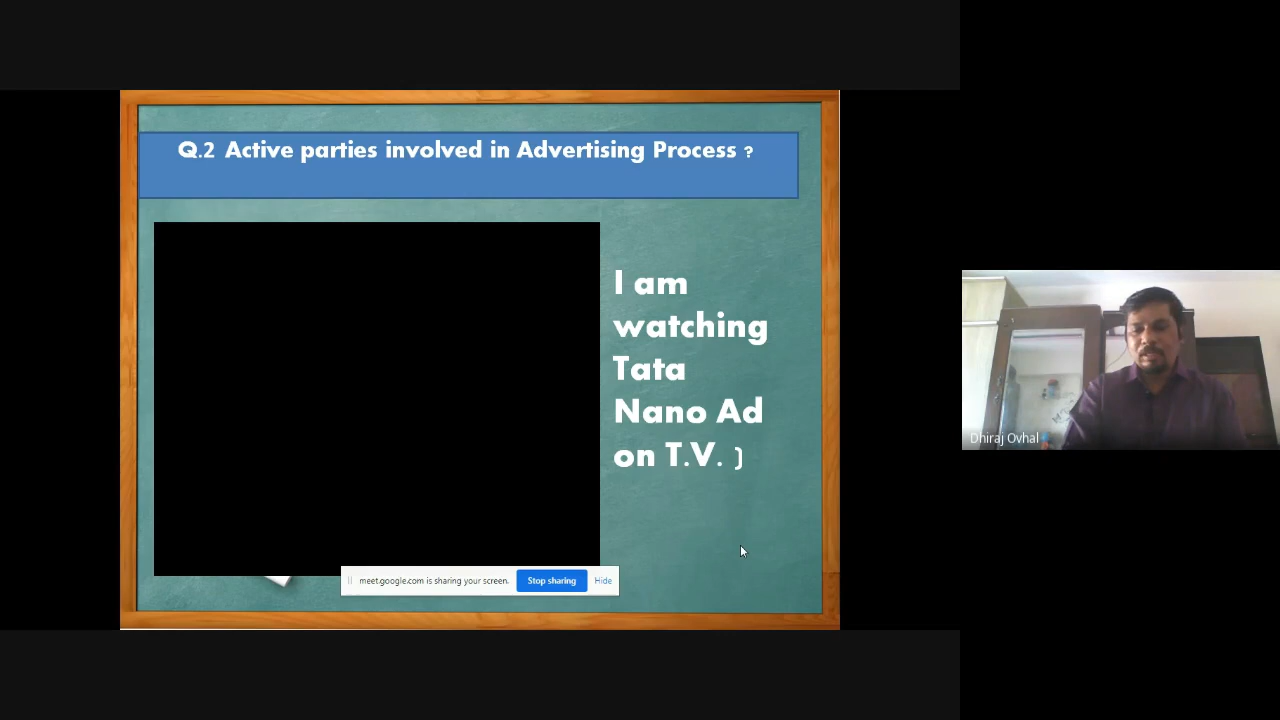 Q.2 Active parties involved in Advertising Process ?
I am
watching
Tata
Nano Ad
on T.V. )
meet.google.com is sharing your screen.
Stop sharing
Hide
Dhiraj Ovhal